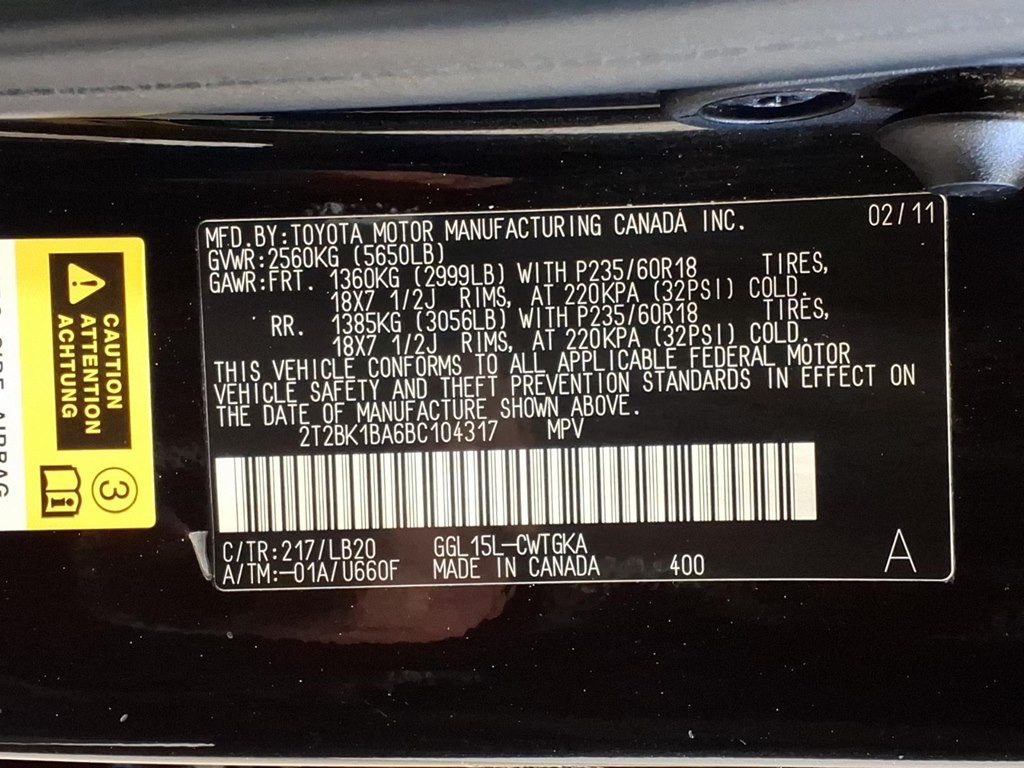 MFD.BY:TOYOTA MOTOR MANUFACTURING CANADA INC. 02/11
GVWR:2560KG (5650LB)
GAWR:FRT. 1360KG (2999LB) WITH P235/60R18 TIRES,
18X7 1/2J RIMS, AT 220KPA (32PSI) COLD.
RR. 1385KG (3056LB) WITH P235/60R18 TIRES,
18X7 1/2J RIMS, AT 220KPA (32PSI) COLD.
THIS VEHICLE CONFORMS TO ALL APPLICABLE FEDERAL MOTOR
VEHICLE SAFETY AND THEFT PREVENTION STANDARDS IN EFFECT ON
THE DATE OF MANUFACTURE SHOWN ABOVE.
2T2BK1BA6BC104317 MPV
C/TR:217/LB20 GGL15L-CWTGKA A
A/TM:-01A/U660F MADE IN CANADA 400
CAUTION
ATTENTION
ACHTUNG
3
AIRBAG